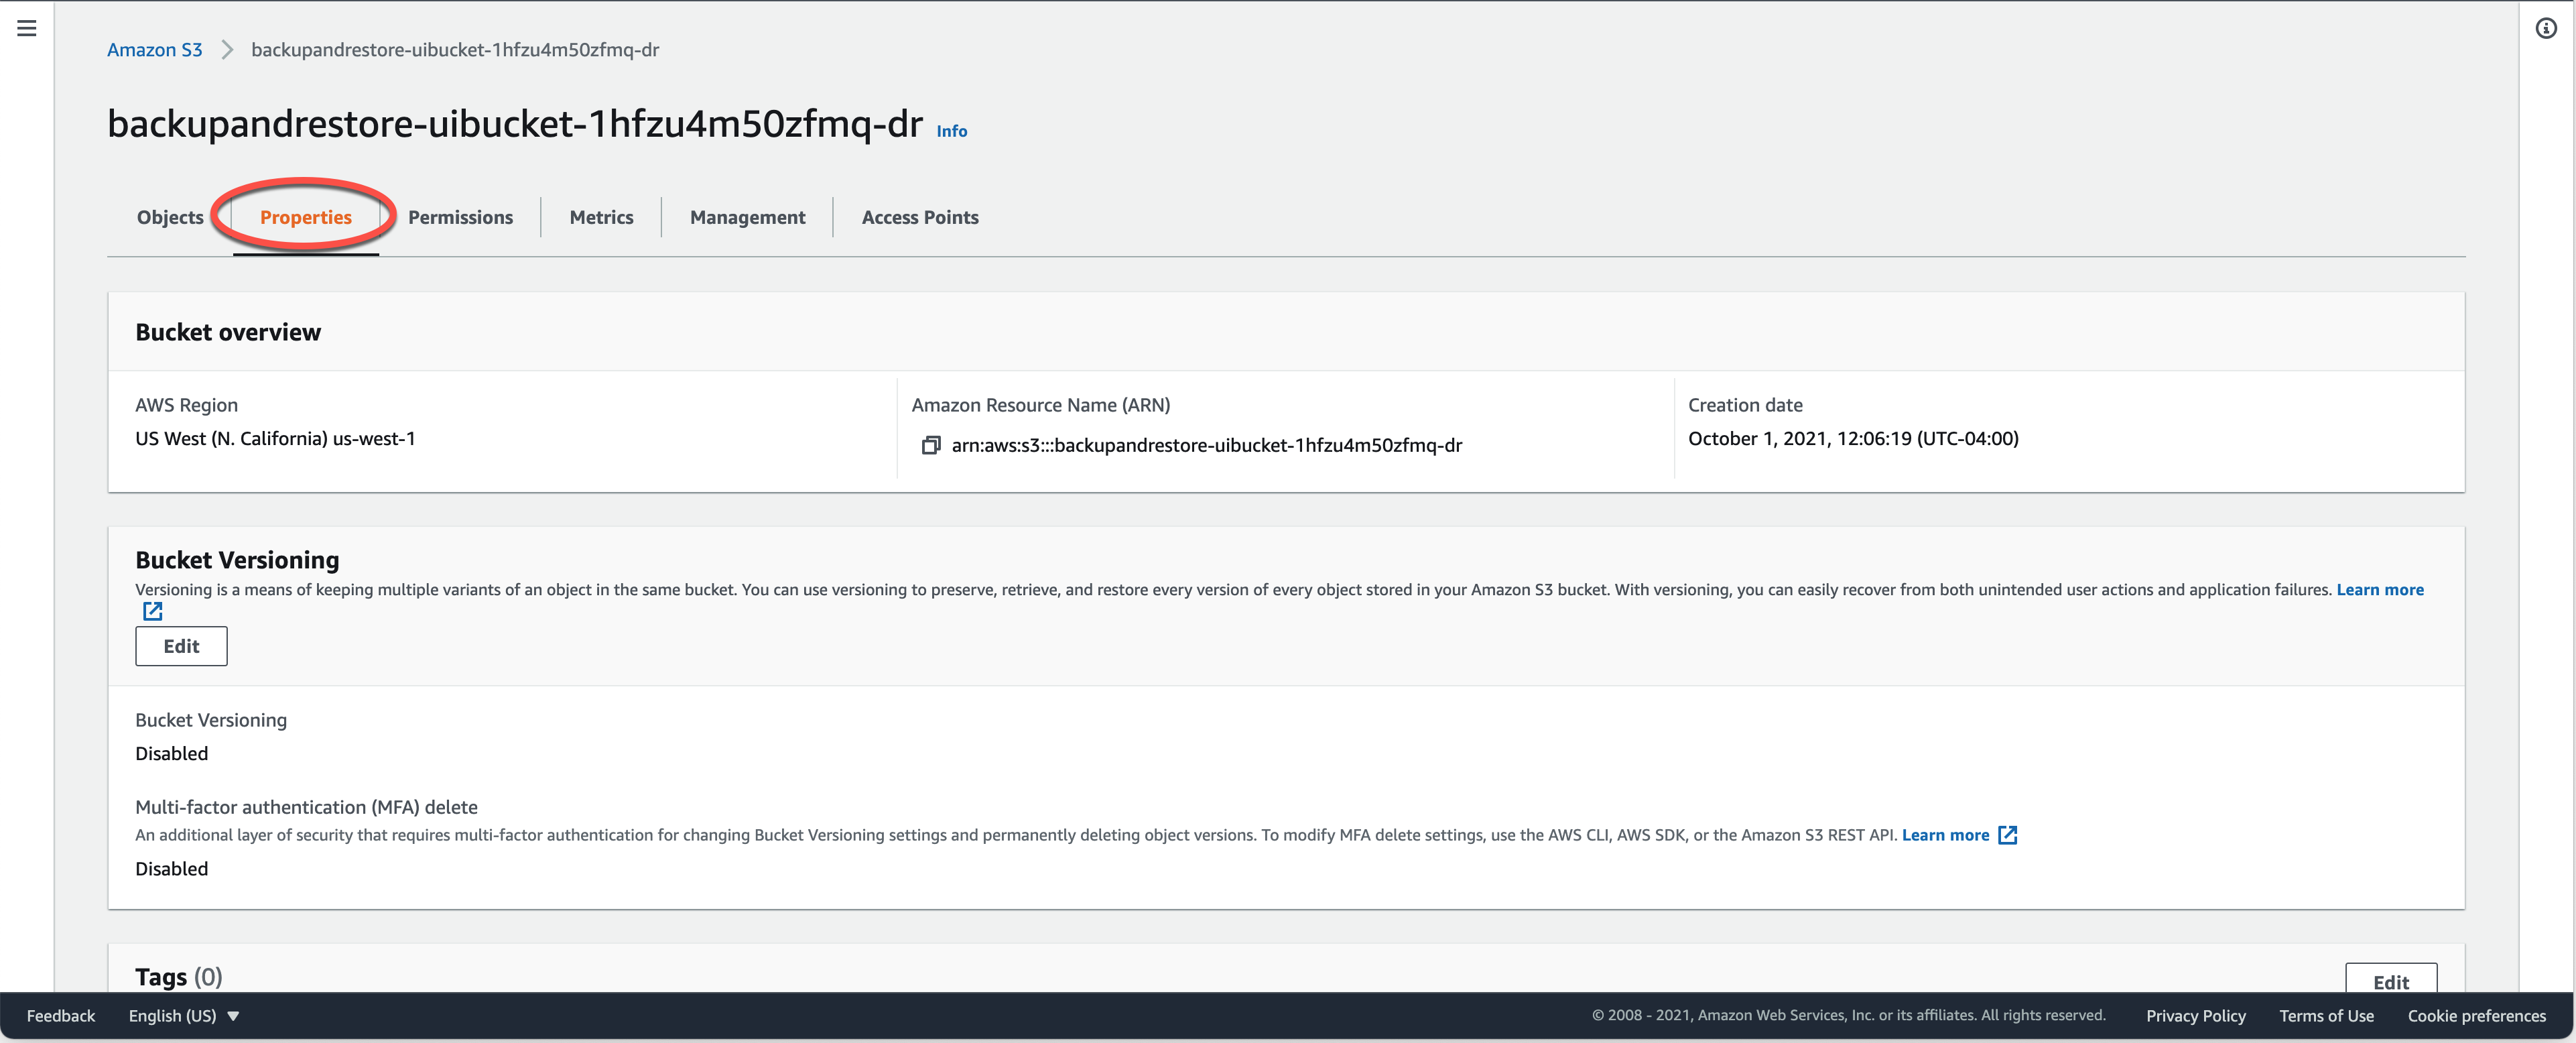 Amazon S3 > backupandrestore-uibucket-1hfzu4m50zfmq-dr
backupandrestore-uibucket-1hfzu4m50zfmq-dr Info
Objects Properties Permissions Metrics Management Access Points
Bucket overview
AWS Region Amazon Resource Name (ARN) Creation date
US West (N. California) us-west-1 arn:aws:s3:::backupandrestore-uibucket-1hfzu4m50zfmq-dr October 1, 2021, 12:06:19 (UTC-04:00)
Bucket Versioning
Versioning is a means of keeping multiple variants of an object in the same bucket. You can use versioning to preserve, retrieve, and restore every version of every object stored in your Amazon S3 bucket. With versioning, you can easily recover from both unintended user actions and application failures. Learn more
Edit
Bucket Versioning
Disabled
Multi-factor authentication (MFA) delete
An additional layer of security that requires multi-factor authentication for changing Bucket Versioning settings and permanently deleting object versions. To modify MFA delete settings, use the AWS CLI, AWS SDK, or the Amazon S3 REST API. Learn more
Disabled
Tags (0) Edit
Feedback English (US) © 2008 - 2021, Amazon Web Services, Inc. or its affiliates. All rights reserved. Privacy Policy Terms of Use Cookie preferences